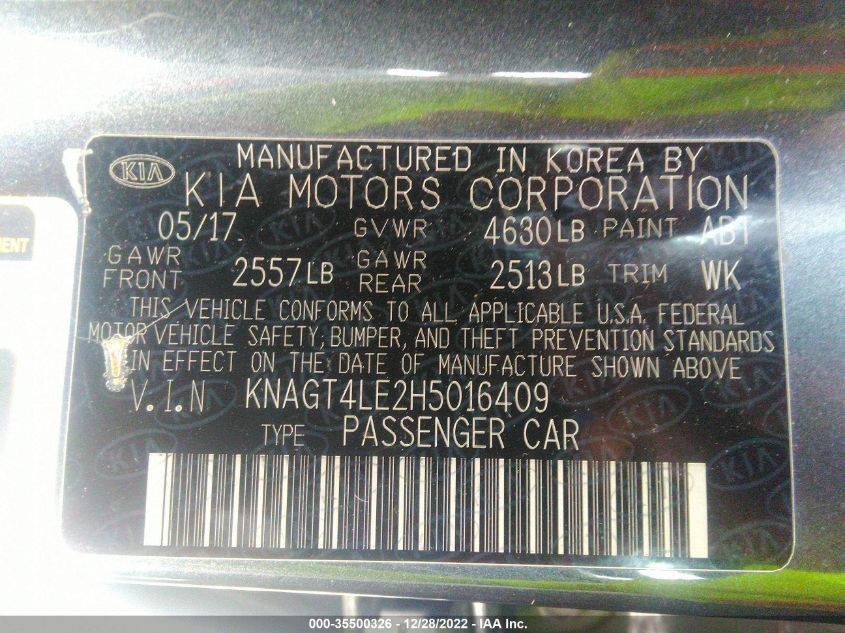 MANUFACTURED IN KOREA BY
KIA KIA MOTORS CORPORATION
05/17 GVWR 4630LB PAINT ABT
GAWR FRONT 2557LB GAWR REAR 2513LB TRIM WK
THIS VEHICLE CONFORMS TO ALL APPLICABLE U.S.A. FEDERAL
MOTOR VEHICLE SAFETY, BUMPER, AND THEFT PREVENTION STANDARDS
IN EFFECT ON THE DATE OF MANUFACTURE SHOWN ABOVE
V.I.N KNAGT4LE2H5016409
TYPE PASSENGER CAR
000-35500326 - 12/28/2022 - IAA Inc.